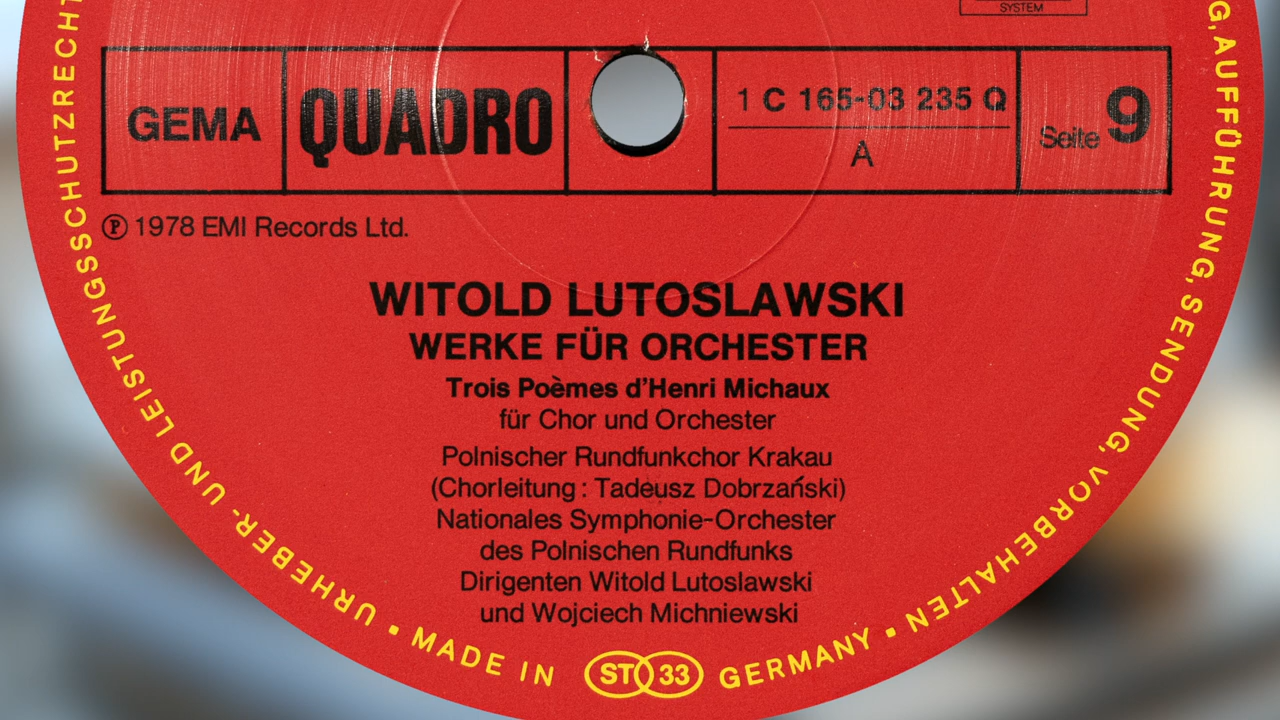 SYSTEM
GEMA
QUADRO
1 C 165-03 235 Q
A
Seite 9
Ⓟ 1978 EMI Records Ltd.
WITOLD LUTOSLAWSKI
WERKE FÜR ORCHESTER
Trois Poèmes d'Henri Michaux
für Chor und Orchester
Polnischer Rundfunkchor Krakau
(Chorleitung : Tadeusz Dobrzański)
Nationales Symphonie-Orchester
des Polnischen Rundfunks
Dirigenten Witold Lutoslawski
und Wojciech Michniewski
URHEBER- UND LEISTUNGSSCHUTZRECHT
G, AUFFÜHRUNG, SENDUNG, VORBEHALTEN
• MADE IN ST 33 GERMANY •